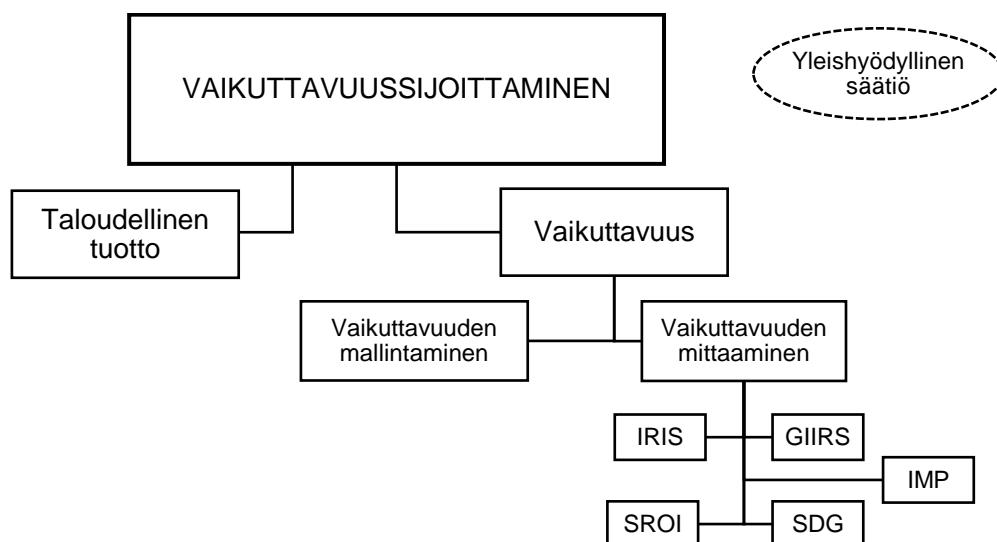 VAIKUTTAVUUSSIJOITTAMINEN
Yleishyödyllinen
säätiö
Taloudellinen
tuotto
Vaikuttavuus
Vaikuttavuuden
mallintaminen
Vaikuttavuuden
mittaaminen
IRIS
GIIRS
IMP
SROI
SDG